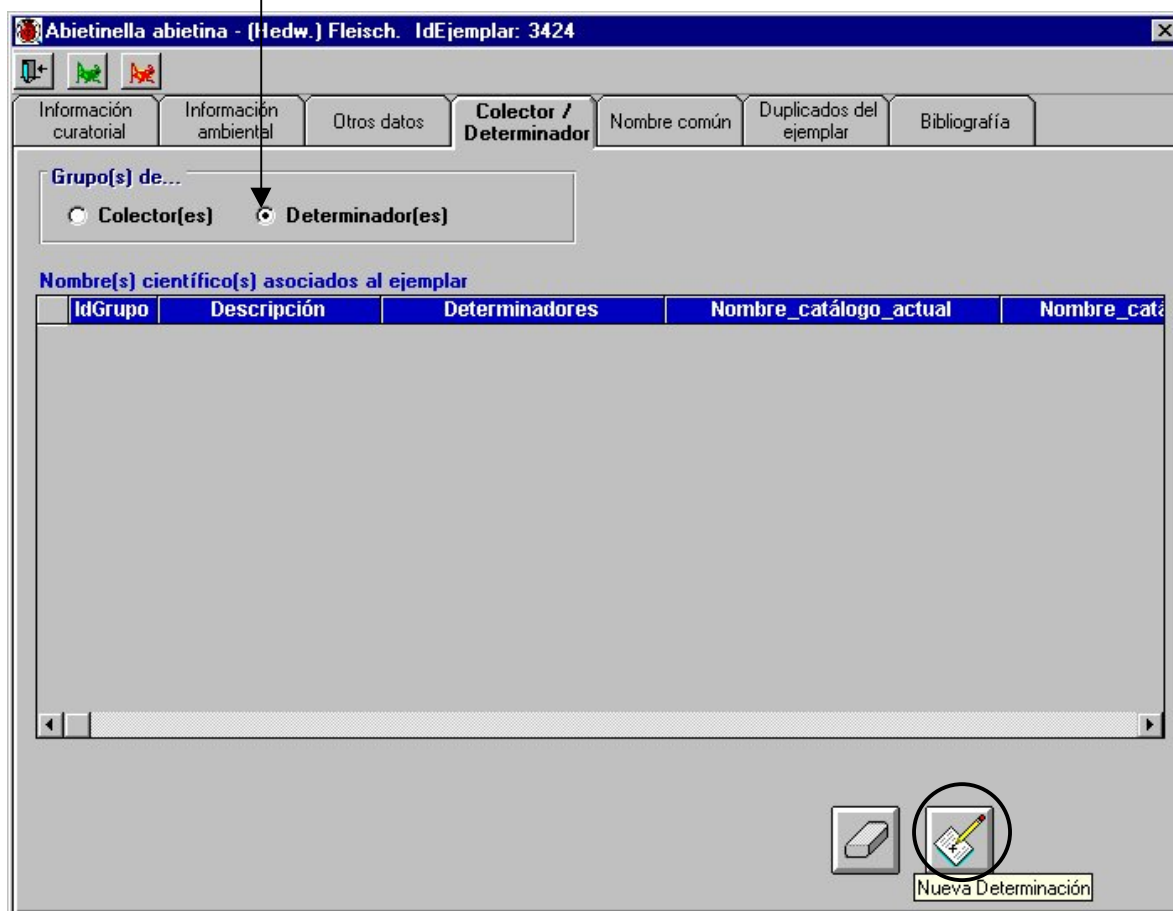 Abietinella abietina - (Hedw.) Fleisch. IdEjemplar: 3424
Información
curatorial
Información
ambiental
Otros datos
Colector /
Determinador
Nombre común
Duplicados del
ejemplar
Bibliografía
Grupo(s) de...
Colector(es) Determinador(es)
Nombre(s) científico(s) asociados al ejemplar
IdGrupo Descripción Determinadores Nombre_catálogo_actual Nombre_catá
Nueva Determinación